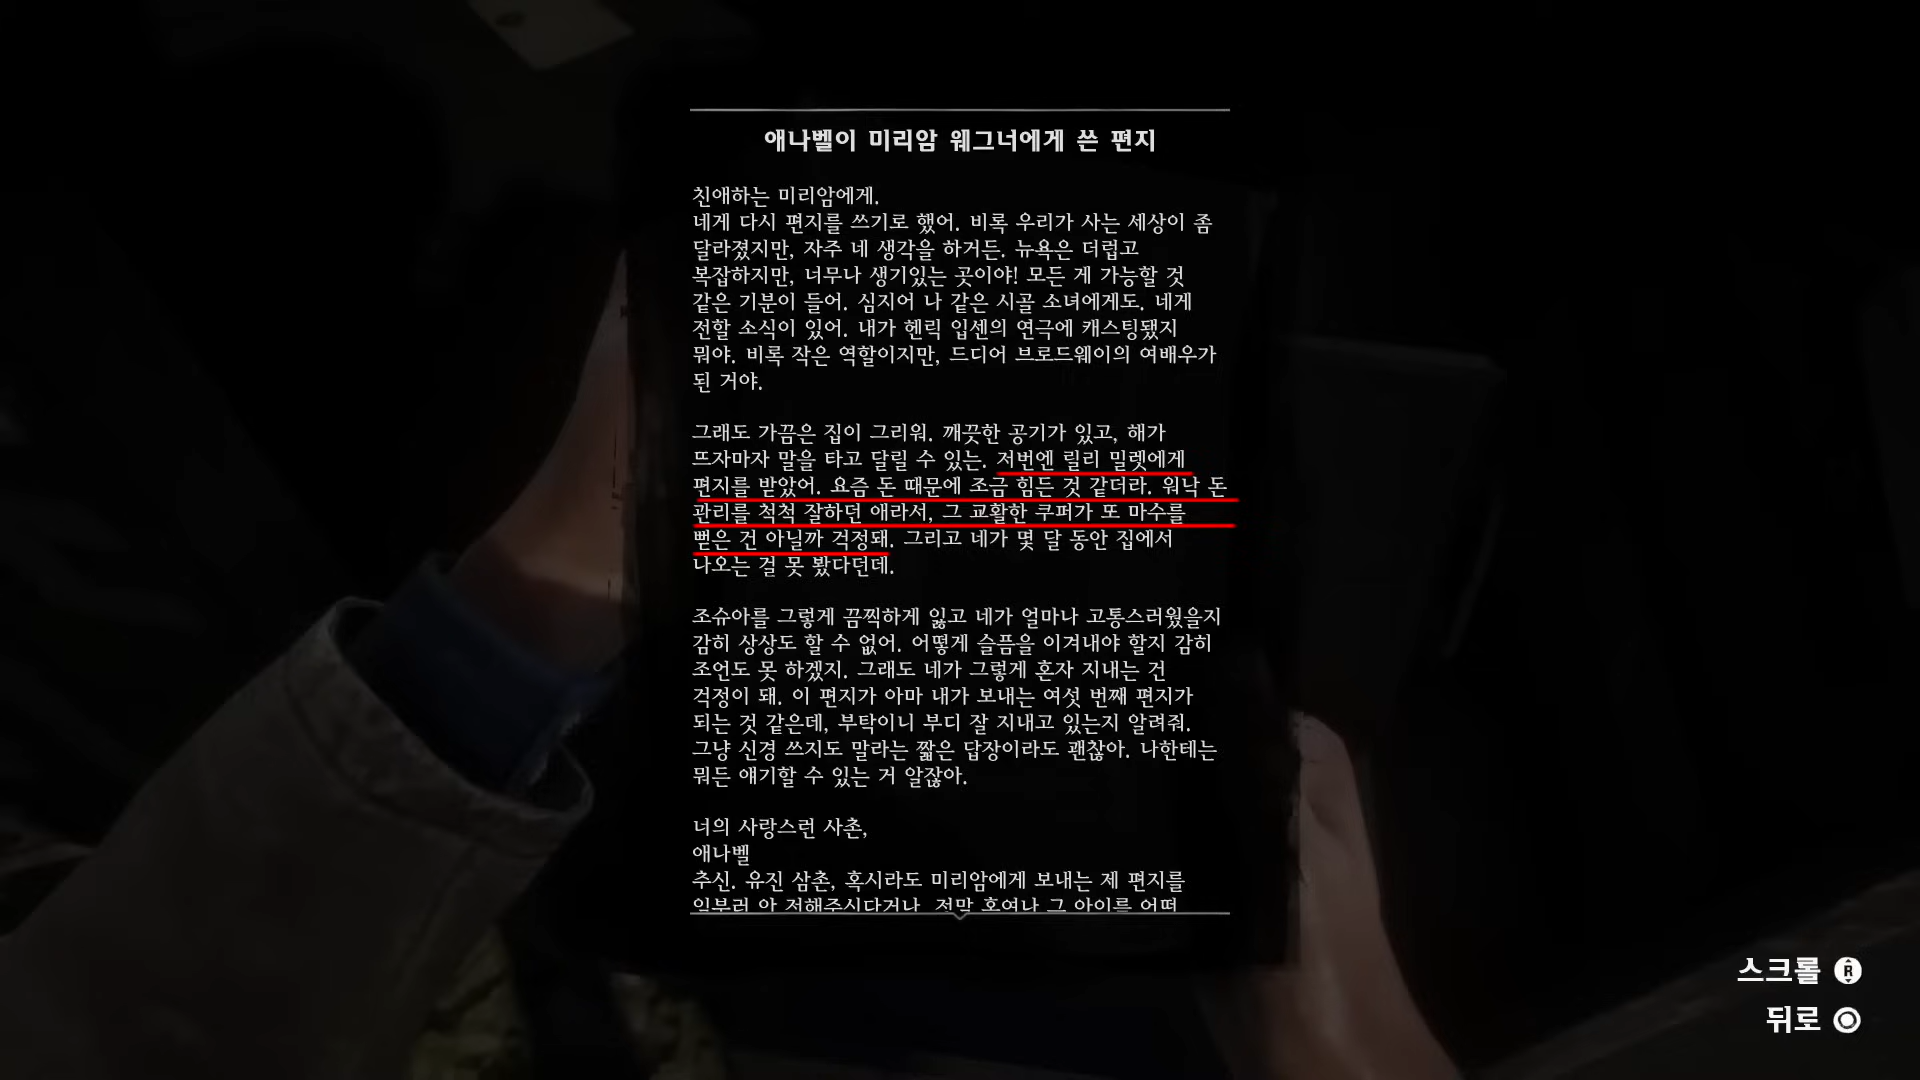 애나벨이 미리암 웨그너에게 쓴 편지
친애하는 미리암에게.
네게 다시 편지를 쓰기로 했어. 비록 우리가 사는 세상이 좀
달라졌지만, 자주 네 생각을 하거든. 뉴욕은 더럽고
복잡하지만, 너무나 생기있는 곳이야! 모든 게 가능할 것
같은 기분이 들어. 심지어 나 같은 시골 소녀에게도. 네게
전할 소식이 있어. 내가 헨릭 입센의 연극에 캐스팅됐지
뭐야. 비록 작은 역할이지만, 드디어 브로드웨이의 여배우가
된 거야.
그래도 가끔은 집이 그리워. 깨끗한 공기가 있고, 해가
뜨자마자 말을 타고 달릴 수 있는. 저번엔 릴리 밀렛에게
편지를 받았어. 요즘 돈 때문에 조금 힘든 것 같더라. 워낙 돈
관리를 척척 잘하던 애라서, 그 교활한 쿠퍼가 또 마수를
뻗은 건 아닐까 걱정돼. 그리고 네가 몇 달 동안 집에서
나오는 걸 못 봤다던데.
조슈아를 그렇게 끔찍하게 잃고 네가 얼마나 고통스러웠을지
감히 상상도 할 수 없어. 어떻게 슬픔을 이겨내야 할지 감히
조언도 못 하겠지. 그래도 네가 그렇게 혼자 지내는 건
걱정이 돼. 이 편지가 아마 내가 보내는 여섯 번째 편지가
되는 것 같은데, 부탁이니 부디 잘 지내고 있는지 알려줘.
그냥 신경 쓰지도 말라는 짧은 답장이라도 괜찮아. 나한테는
뭐든 얘기할 수 있는 거 알잖아.
너의 사랑스런 사촌,
애나벨
추신. 유진 삼촌, 혹시라도 미리암에게 보내는 제 편지를
일부러 안 전해주시다거나, 정말 혹여나 그 아이를 어떤
스크롤 R
뒤로